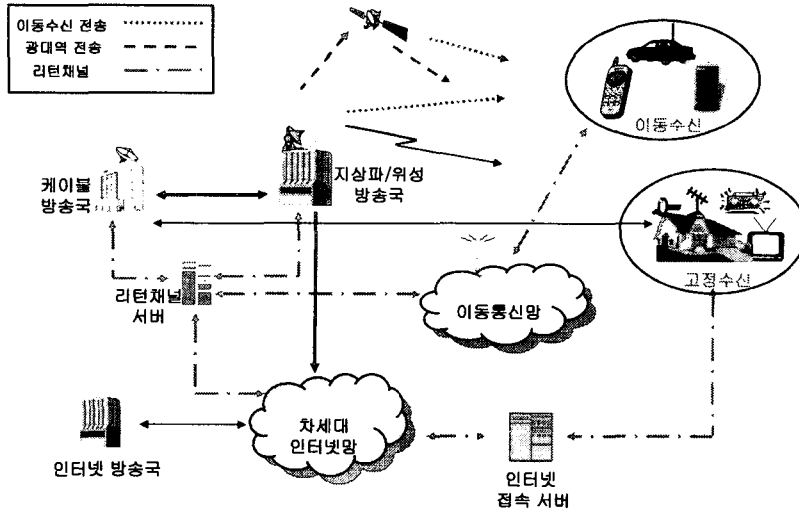 이동수신 전송
광대역 전송
리턴채널
이동수신
지상파/위성
방송국
케이블
방송국
고정수신
리턴채널
서버
이동통신망
차세대
인터넷망
인터넷 방송국
인터넷
접속 서버